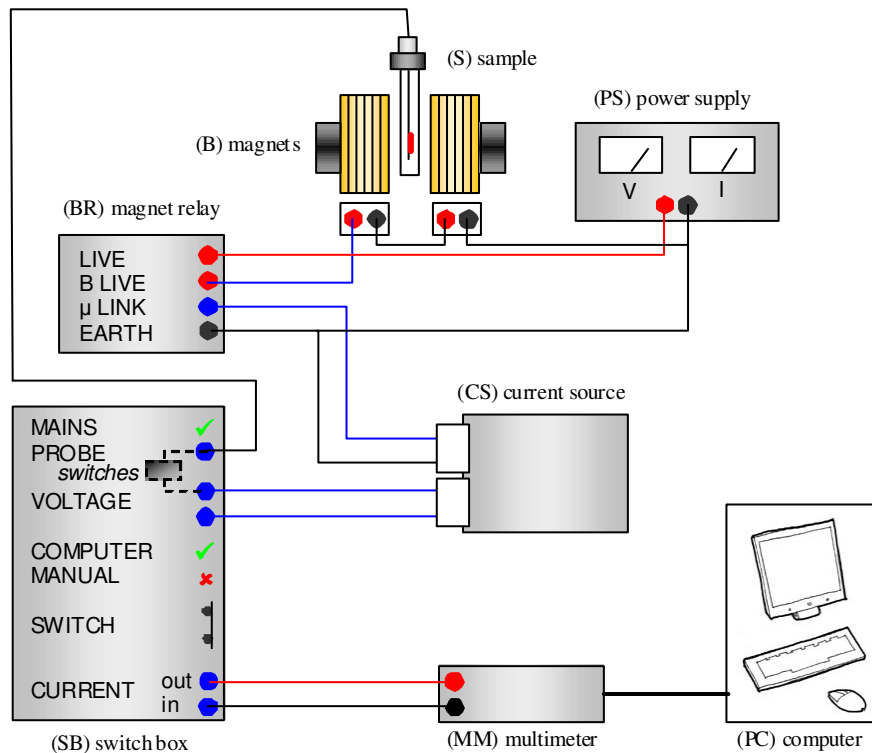 (S) sample
(PS) power supply
(B) magnets
V
I
(BR) magnet relay
LIVE
B LIVE
µ LINK
EARTH
(CS) current source
MAINS
PROBE
switches
VOLTAGE
COMPUTER
MANUAL
SWITCH
CURRENT out
in
(SB) switch box
(MM) multimeter
(PC) computer